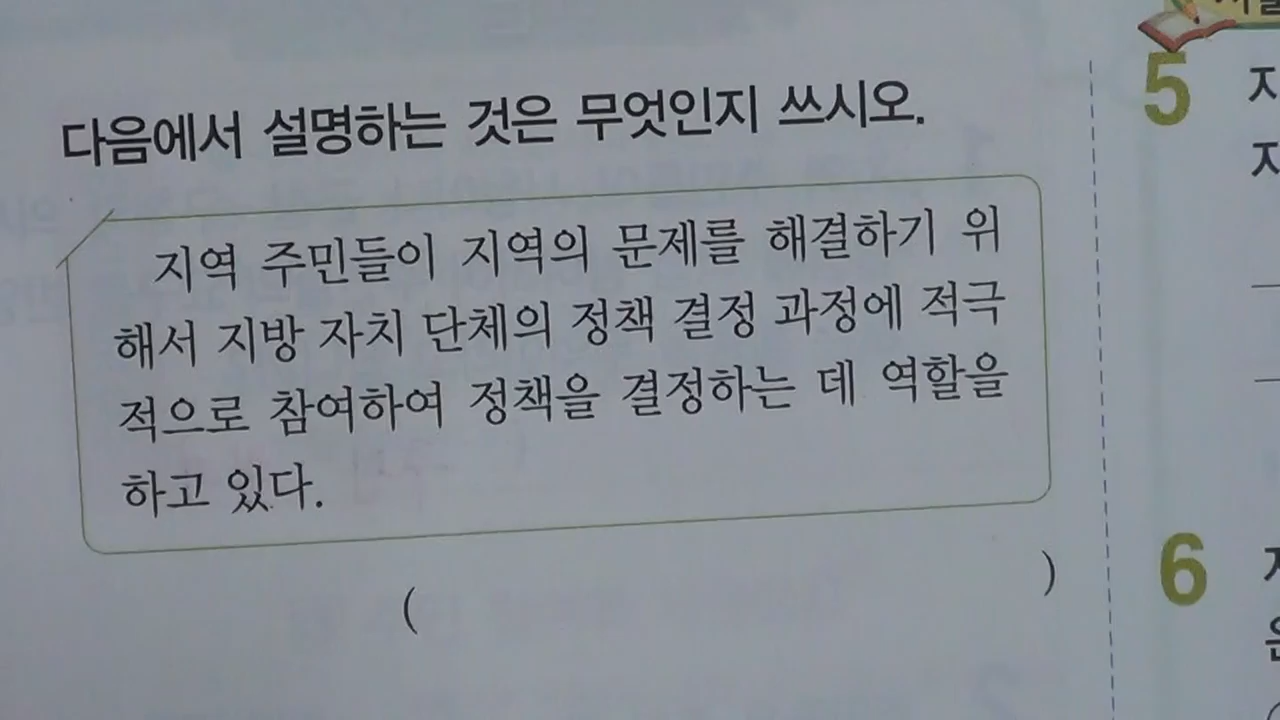 다음에서 설명하는 것은 무엇인지 쓰시오.
지역 주민들이 지역의 문제를 해결하기 위
해서 지방 자치 단체의 정책 결정 과정에 적극
적으로 참여하여 정책을 결정하는 데 역할을
하고 있다.
( )
5
6